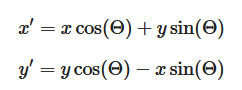 x′ = x cos(Θ) + y sin(Θ)
y′ = y cos(Θ) − x sin(Θ)